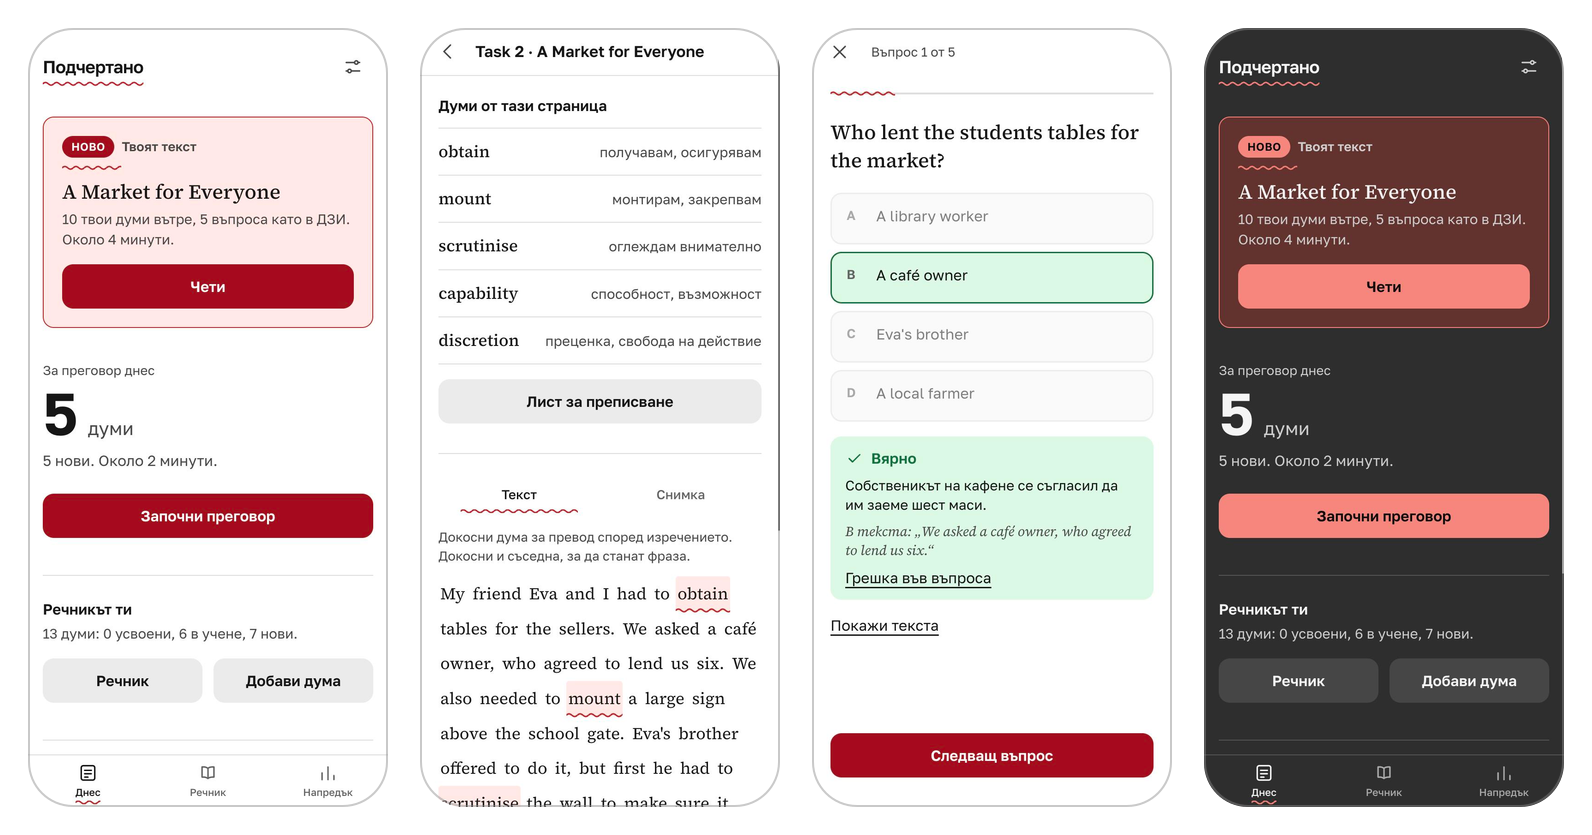 Подчертано
НОВО Твоят текст
A Market for Everyone
10 твои думи вътре, 5 въпроса като в ДЗИ.
Около 4 минути.
Чети
За преговор днес
5 думи
5 нови. Около 2 минути.
Започни преговор
Речникът ти
13 думи: 0 усвоени, 6 в учене, 7 нови.
Речник Добави дума
Днес Речник Напредък
Task 2 · A Market for Everyone
Думи от тази страница
obtain получавам, осигурявам
mount монтирам, закрепвам
scrutinise оглеждам внимателно
capability способност, възможност
discretion преценка, свобода на действие
Лист за преписване
Текст Снимка
Докосни дума за превод според изречението.
Докосни и съседна, за да станат фраза.
My friend Eva and I had to obtain
tables for the sellers. We asked a café
owner, who agreed to lend us six. We
also needed to mount a large sign
above the school gate. Eva's brother
offered to do it, but first he had to
scrutinise the wall to make sure it
Въпрос 1 от 5
Who lent the students tables for
the market?
A A library worker
B A café owner
C Eva's brother
D A local farmer
Вярно
Собственикът на кафене се съгласил да
им заеме шест маси.
В текста: „We asked a café owner, who agreed
to lend us six.“
Грешка във въпроса
Покажи текста
Следващ въпрос
Подчертано
НОВО Твоят текст
A Market for Everyone
10 твои думи вътре, 5 въпроса като в ДЗИ.
Около 4 минути.
Чети
За преговор днес
5 думи
5 нови. Около 2 минути.
Започни преговор
Речникът ти
13 думи: 0 усвоени, 6 в учене, 7 нови.
Речник Добави дума
Днес Речник Напредък